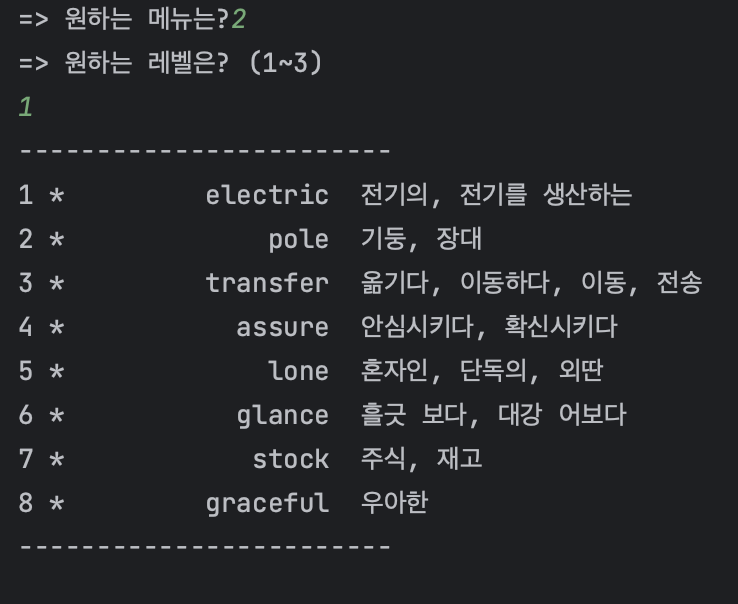 => 원하는 메뉴는?2
=> 원하는 레벨은? (1~3)
1
------------------------
1 * electric 전기의, 전기를 생산하는
2 * pole 기둥, 장대
3 * transfer 옮기다, 이동하다, 이동, 전송
4 * assure 안심시키다, 확신시키다
5 * lone 혼자인, 단독의, 외딴
6 * glance 흘긋 보다, 대강 어보다
7 * stock 주식, 재고
8 * graceful 우아한
------------------------